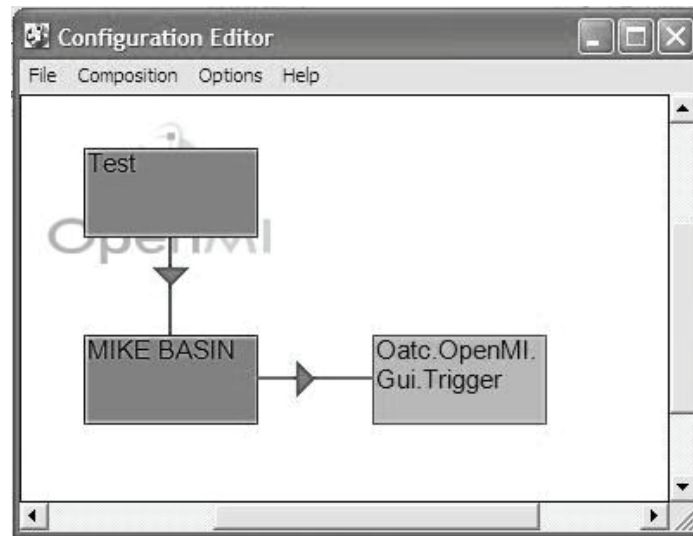 Configuration Editor
File Composition Options Help
Test
OpenMI
MIKE BASIN
Oatc.OpenMI.
Gui.Trigger